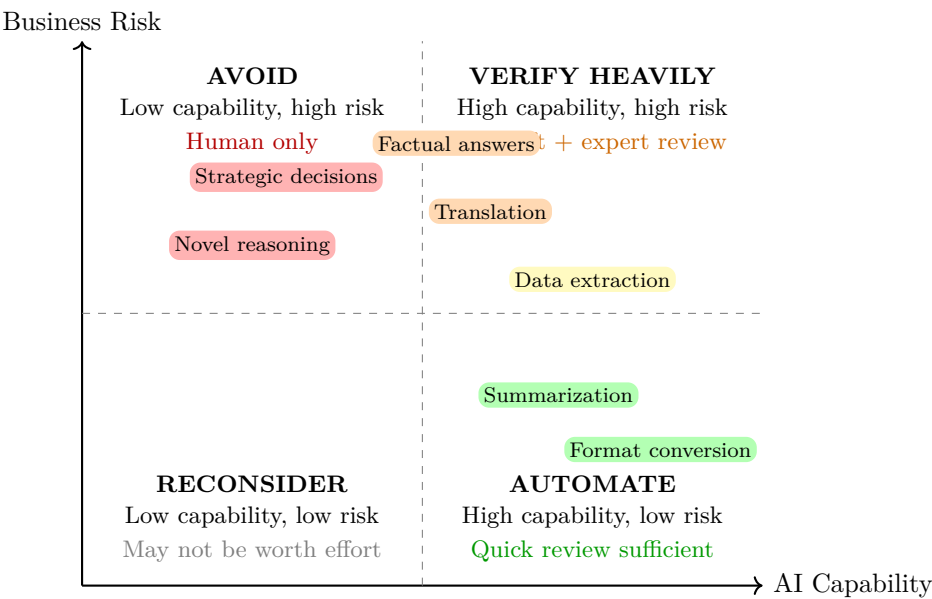 Business Risk
AVOID
Low capability, high risk
Human only
VERIFY HEAVILY
High capability, high risk
+ expert review
Factual answers
Strategic decisions
Translation
Novel reasoning
Data extraction
Summarization
Format conversion
RECONSIDER
Low capability, low risk
May not be worth effort
AUTOMATE
High capability, low risk
Quick review sufficient
AI Capability